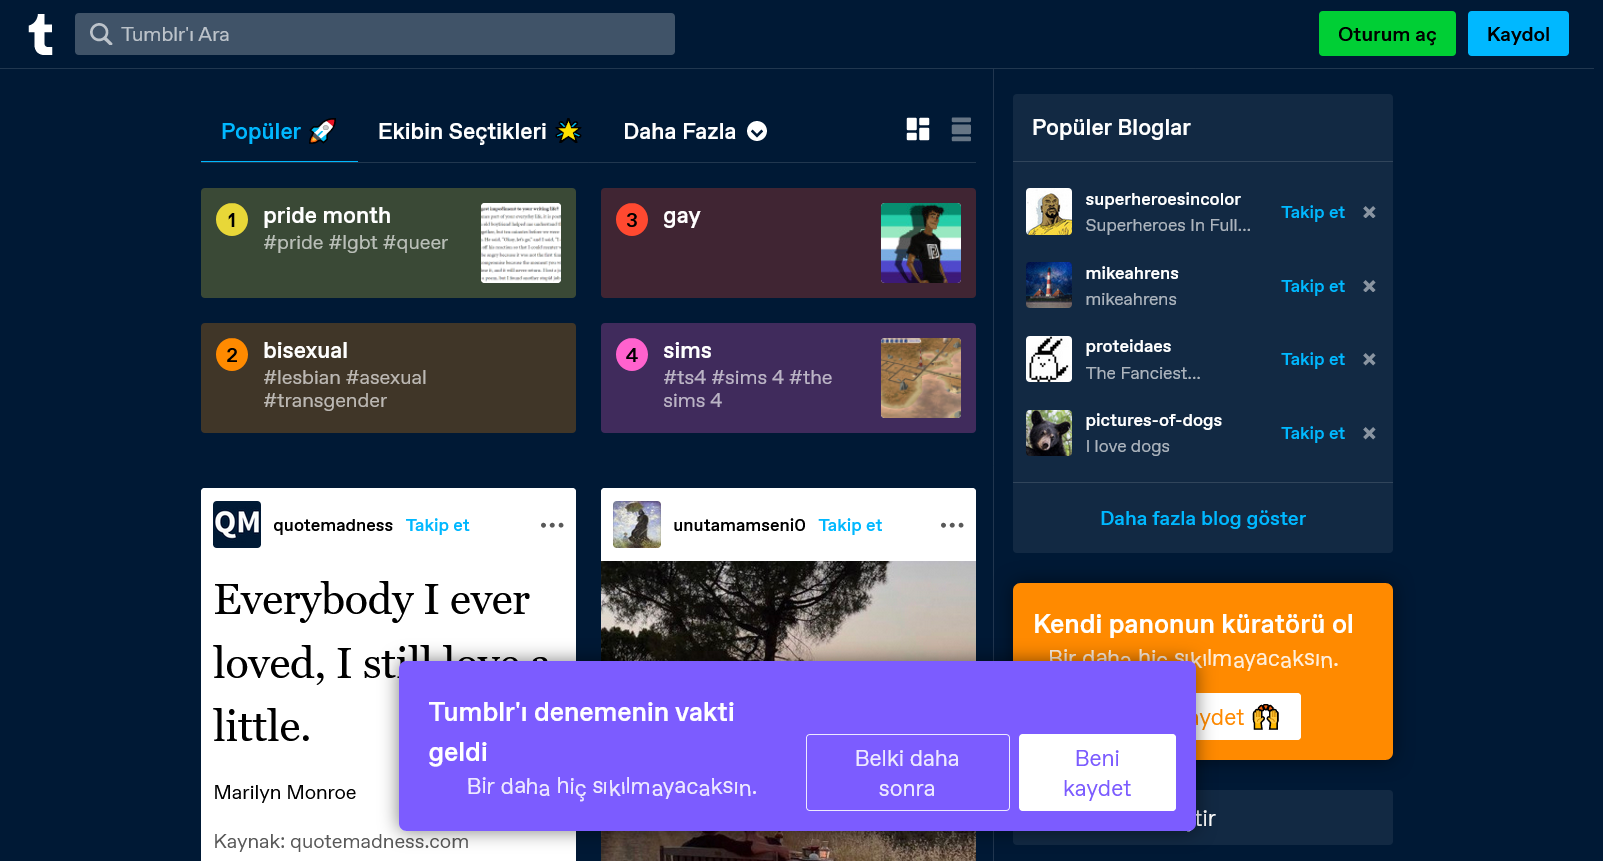 t
Tumblr'ı Ara
Oturum aç
Kaydol
Popüler
Ekibin Seçtikleri
Daha Fazla
1
pride month
#pride #lgbt #queer
3
gay
2
bisexual
#lesbian #asexual
#transgender
4
sims
#ts4 #sims 4 #the
sims 4
QM
quotemadness Takip et
Everybody I ever
loved, I still love a
little.
Marilyn Monroe
Kaynak: quotemadness.com
unutamamseni0 Takip et
Popüler Bloglar
superheroesincolor
Superheroes In Full...
Takip et
mikeahrens
mikeahrens
Takip et
proteidaes
The Fanciest...
Takip et
pictures-of-dogs
I love dogs
Takip et
Daha fazla blog göster
Kendi panonun küratörü ol
Bir daha hiç sıkılmayacaksın.
Tumblr'ı denemenin vakti
geldi
Bir daha hiç sıkılmayacaksın.
Belki daha
sonra
Beni
kaydet